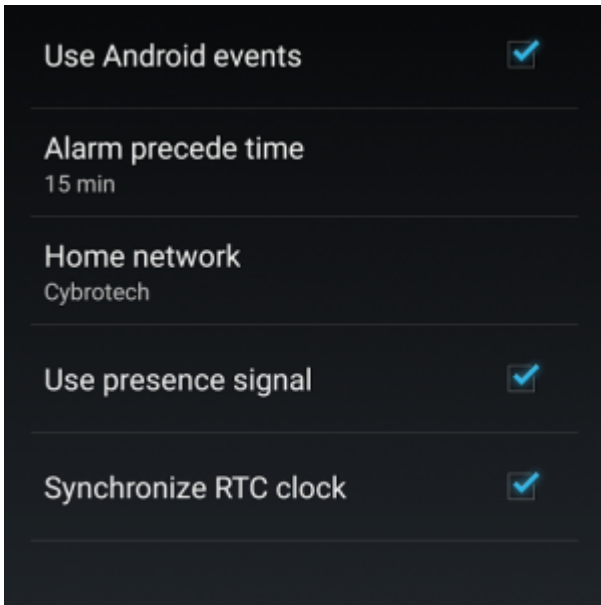 Use Android events
Alarm precede time
15 min
Home network
Cybrotech
Use presence signal
Synchronize RTC clock